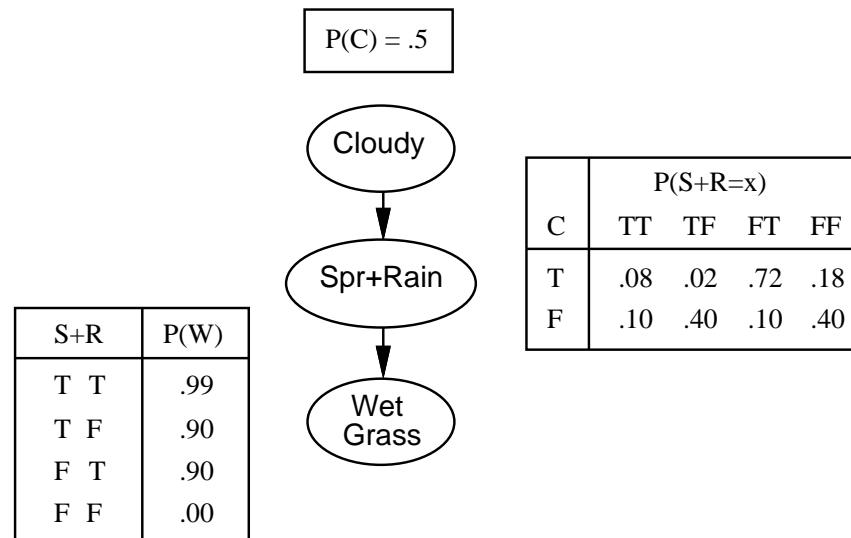 P(C) = .5
Cloudy
P(S+R=x)
C TT TF FT FF
T .08 .02 .72 .18
F .10 .40 .10 .40
Spr+Rain
S+R P(W)
T T .99
T F .90
F T .90
F F .00
Wet
Grass